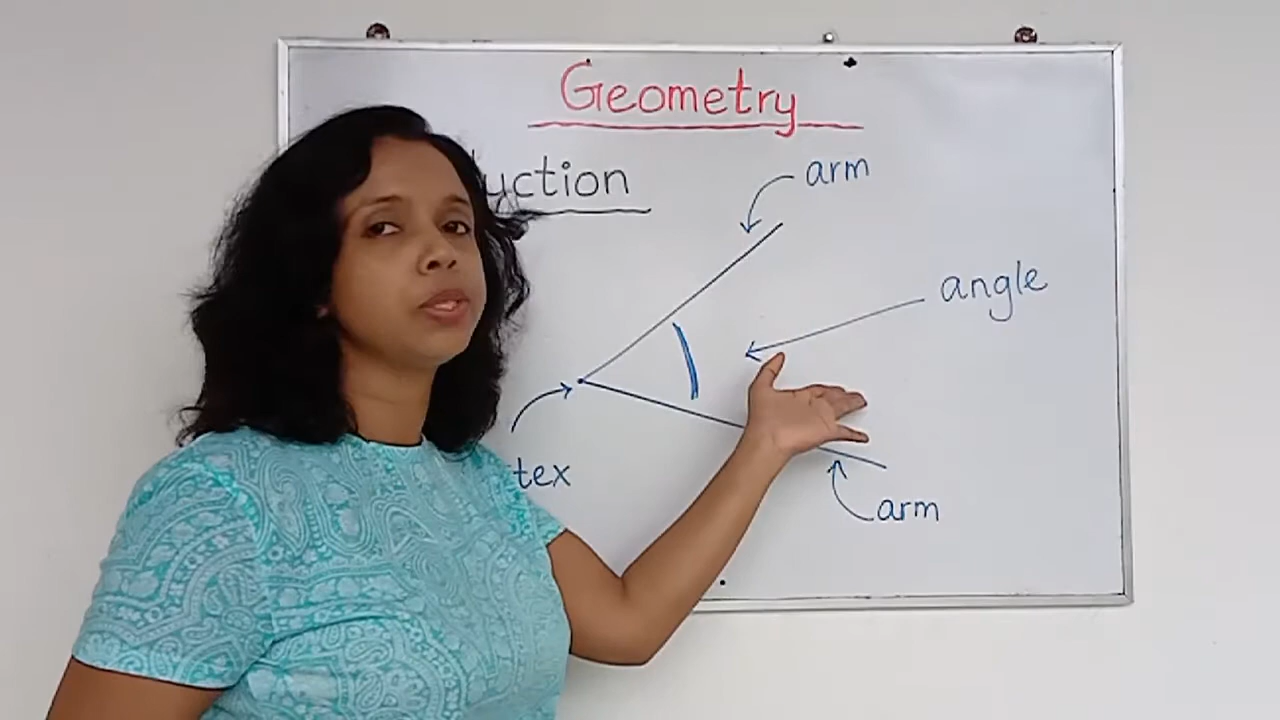 Geometry
uction
arm
angle
tex
arm